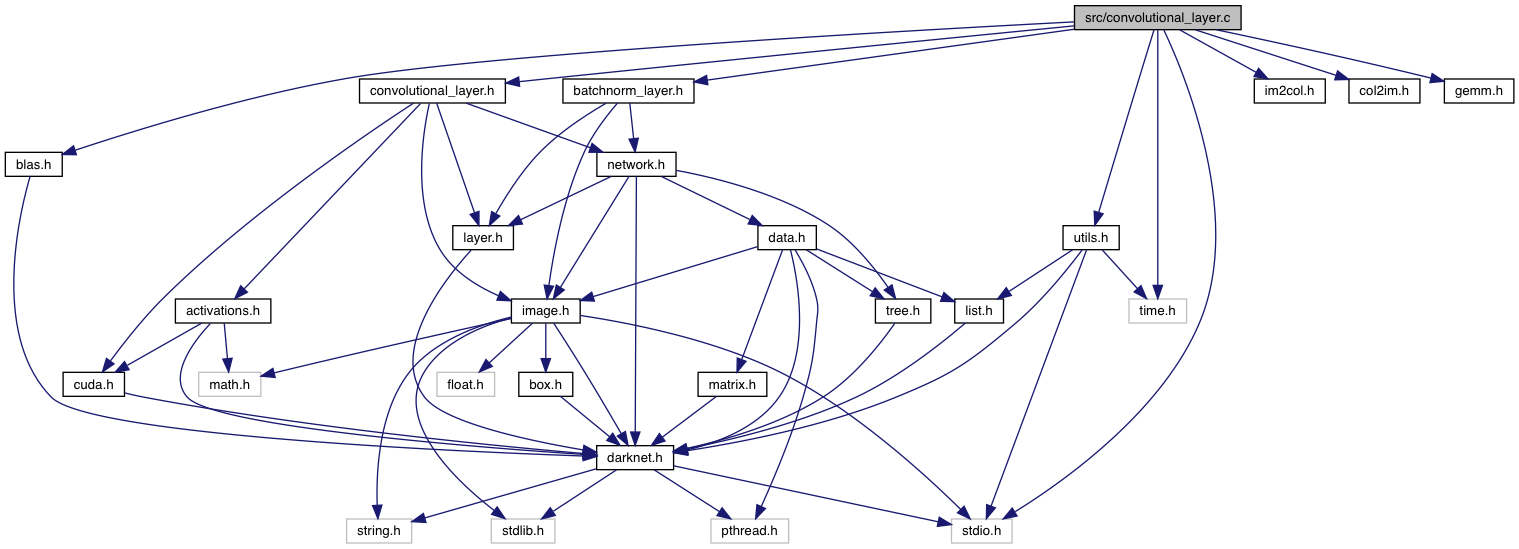 src/convolutional_layer.c
convolutional_layer.h
batchnorm_layer.h
im2col.h
col2im.h
gemm.h
blas.h
network.h
layer.h
data.h
utils.h
activations.h
image.h
tree.h
list.h
time.h
cuda.h
math.h
float.h
box.h
matrix.h
darknet.h
string.h
stdlib.h
pthread.h
stdio.h